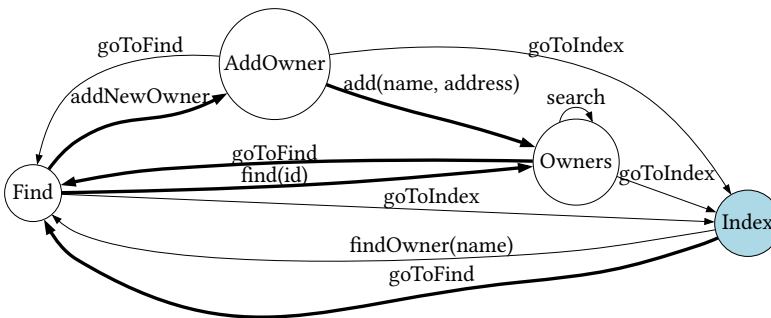 goToFind
AddOwner
goToIndex
addNewOwner
add(name, address)
search
goToFind
Owners
find(id)
goToIndex
Find
goToIndex
Index
findOwner(name)
goToFind